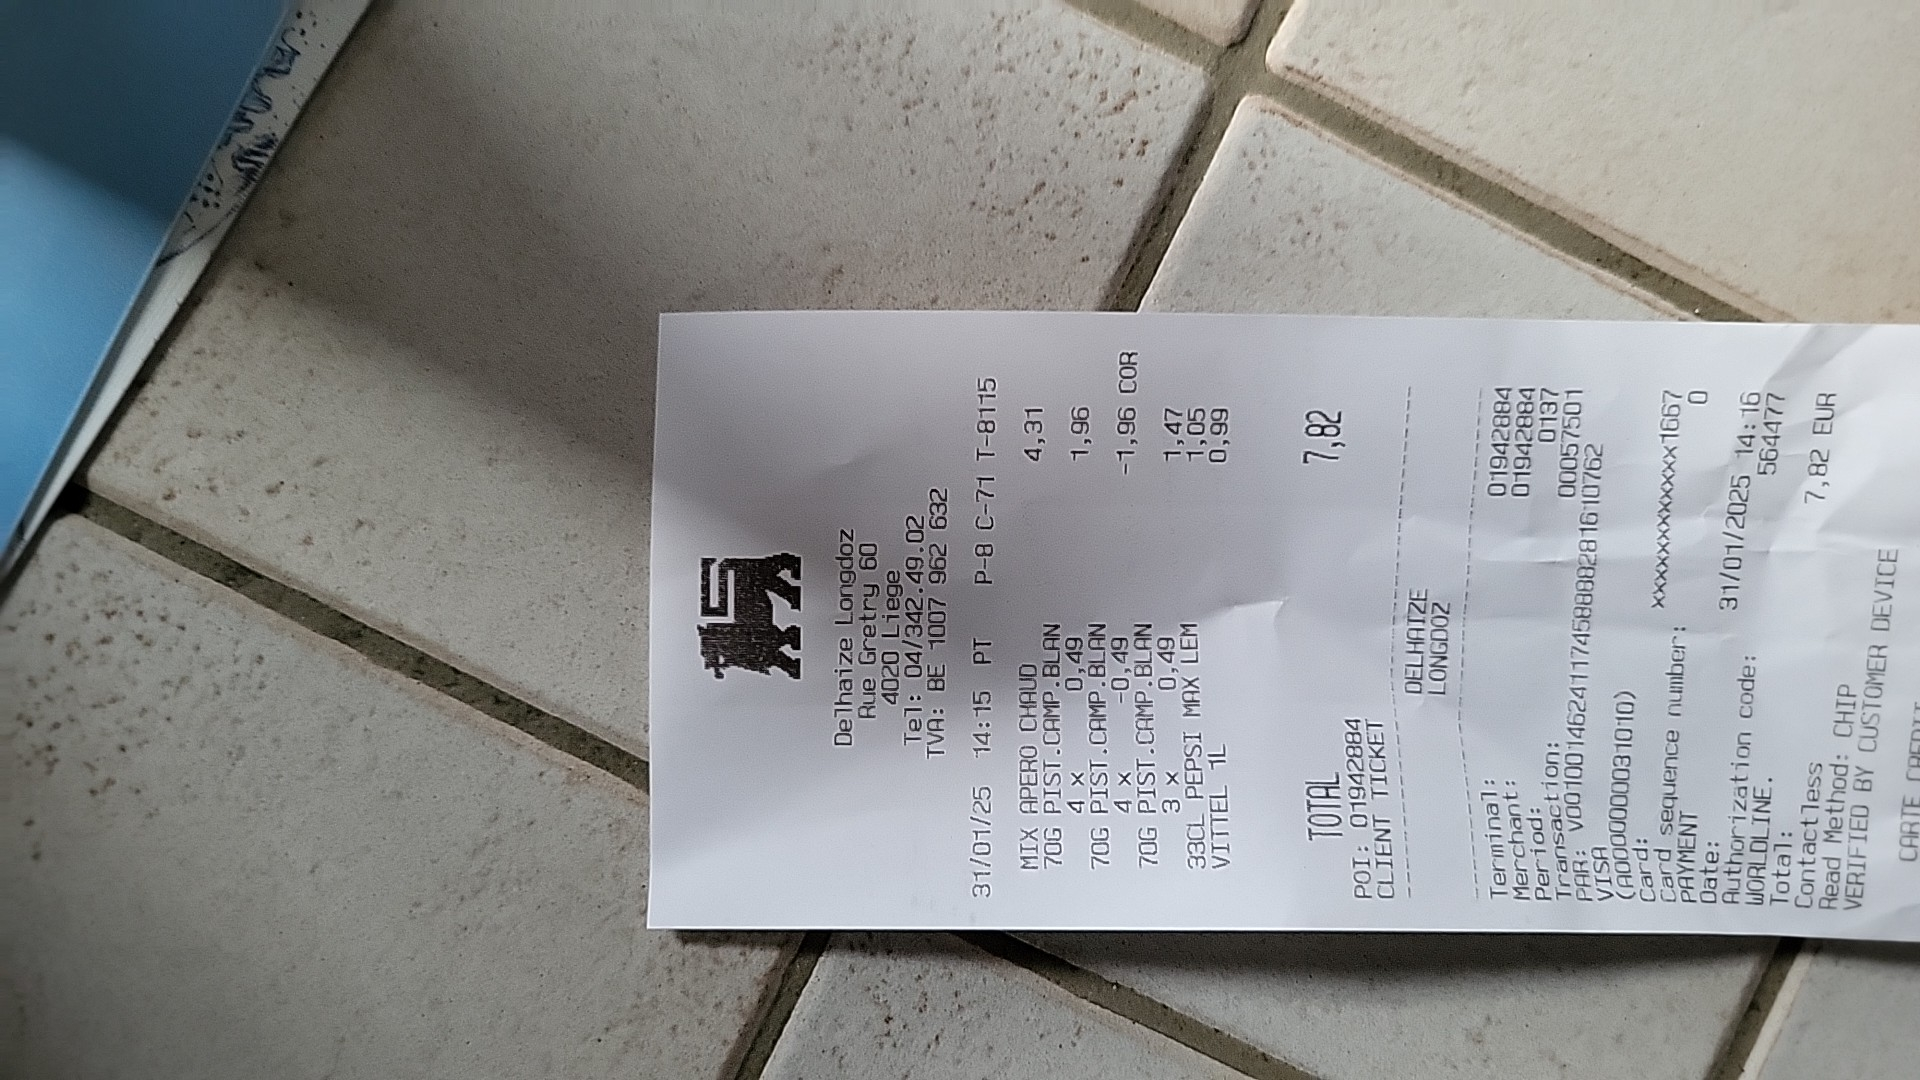 Delhaize Longdoz
Rue Gretry 60
4020 Liege
Tel: 04/342.49.02
TVA: BE 1007 962 632
31/01/25 14:15 PT P-8 C-71 T-8115
MIX APERO CHAUD 4,31
70G PIST.CAMP.BLAN
4 x 0,49 1,96
70G PIST.CAMP.BLAN
4 x -0,49 -1,96 COR
70G PIST.CAMP.BLAN
3 x 0,49 1,47
33CL PEPSI MAX LEM 1,05
VITTEL 1L 0,99
TOTAL 7,82
POI: 01942884
CLIENT TICKET
DELHAIZE
LONGDOZ
Terminal: 01942884
Merchant: 01942884
Period: 0137
Transaction: 00057501
PAR: V00100146241117458888281610762
VISA
(A0000000031010)
Card: xxxxxxxxxxxx1667
Card sequence number: 0
PAYMENT
Date: 31/01/2025 14:16
Authorization code: 564477
WORLDLINE.
Total: 7,82 EUR
Contactless
Read Method: CHIP
VERIFIED BY CUSTOMER DEVICE
CARTE CREDIT